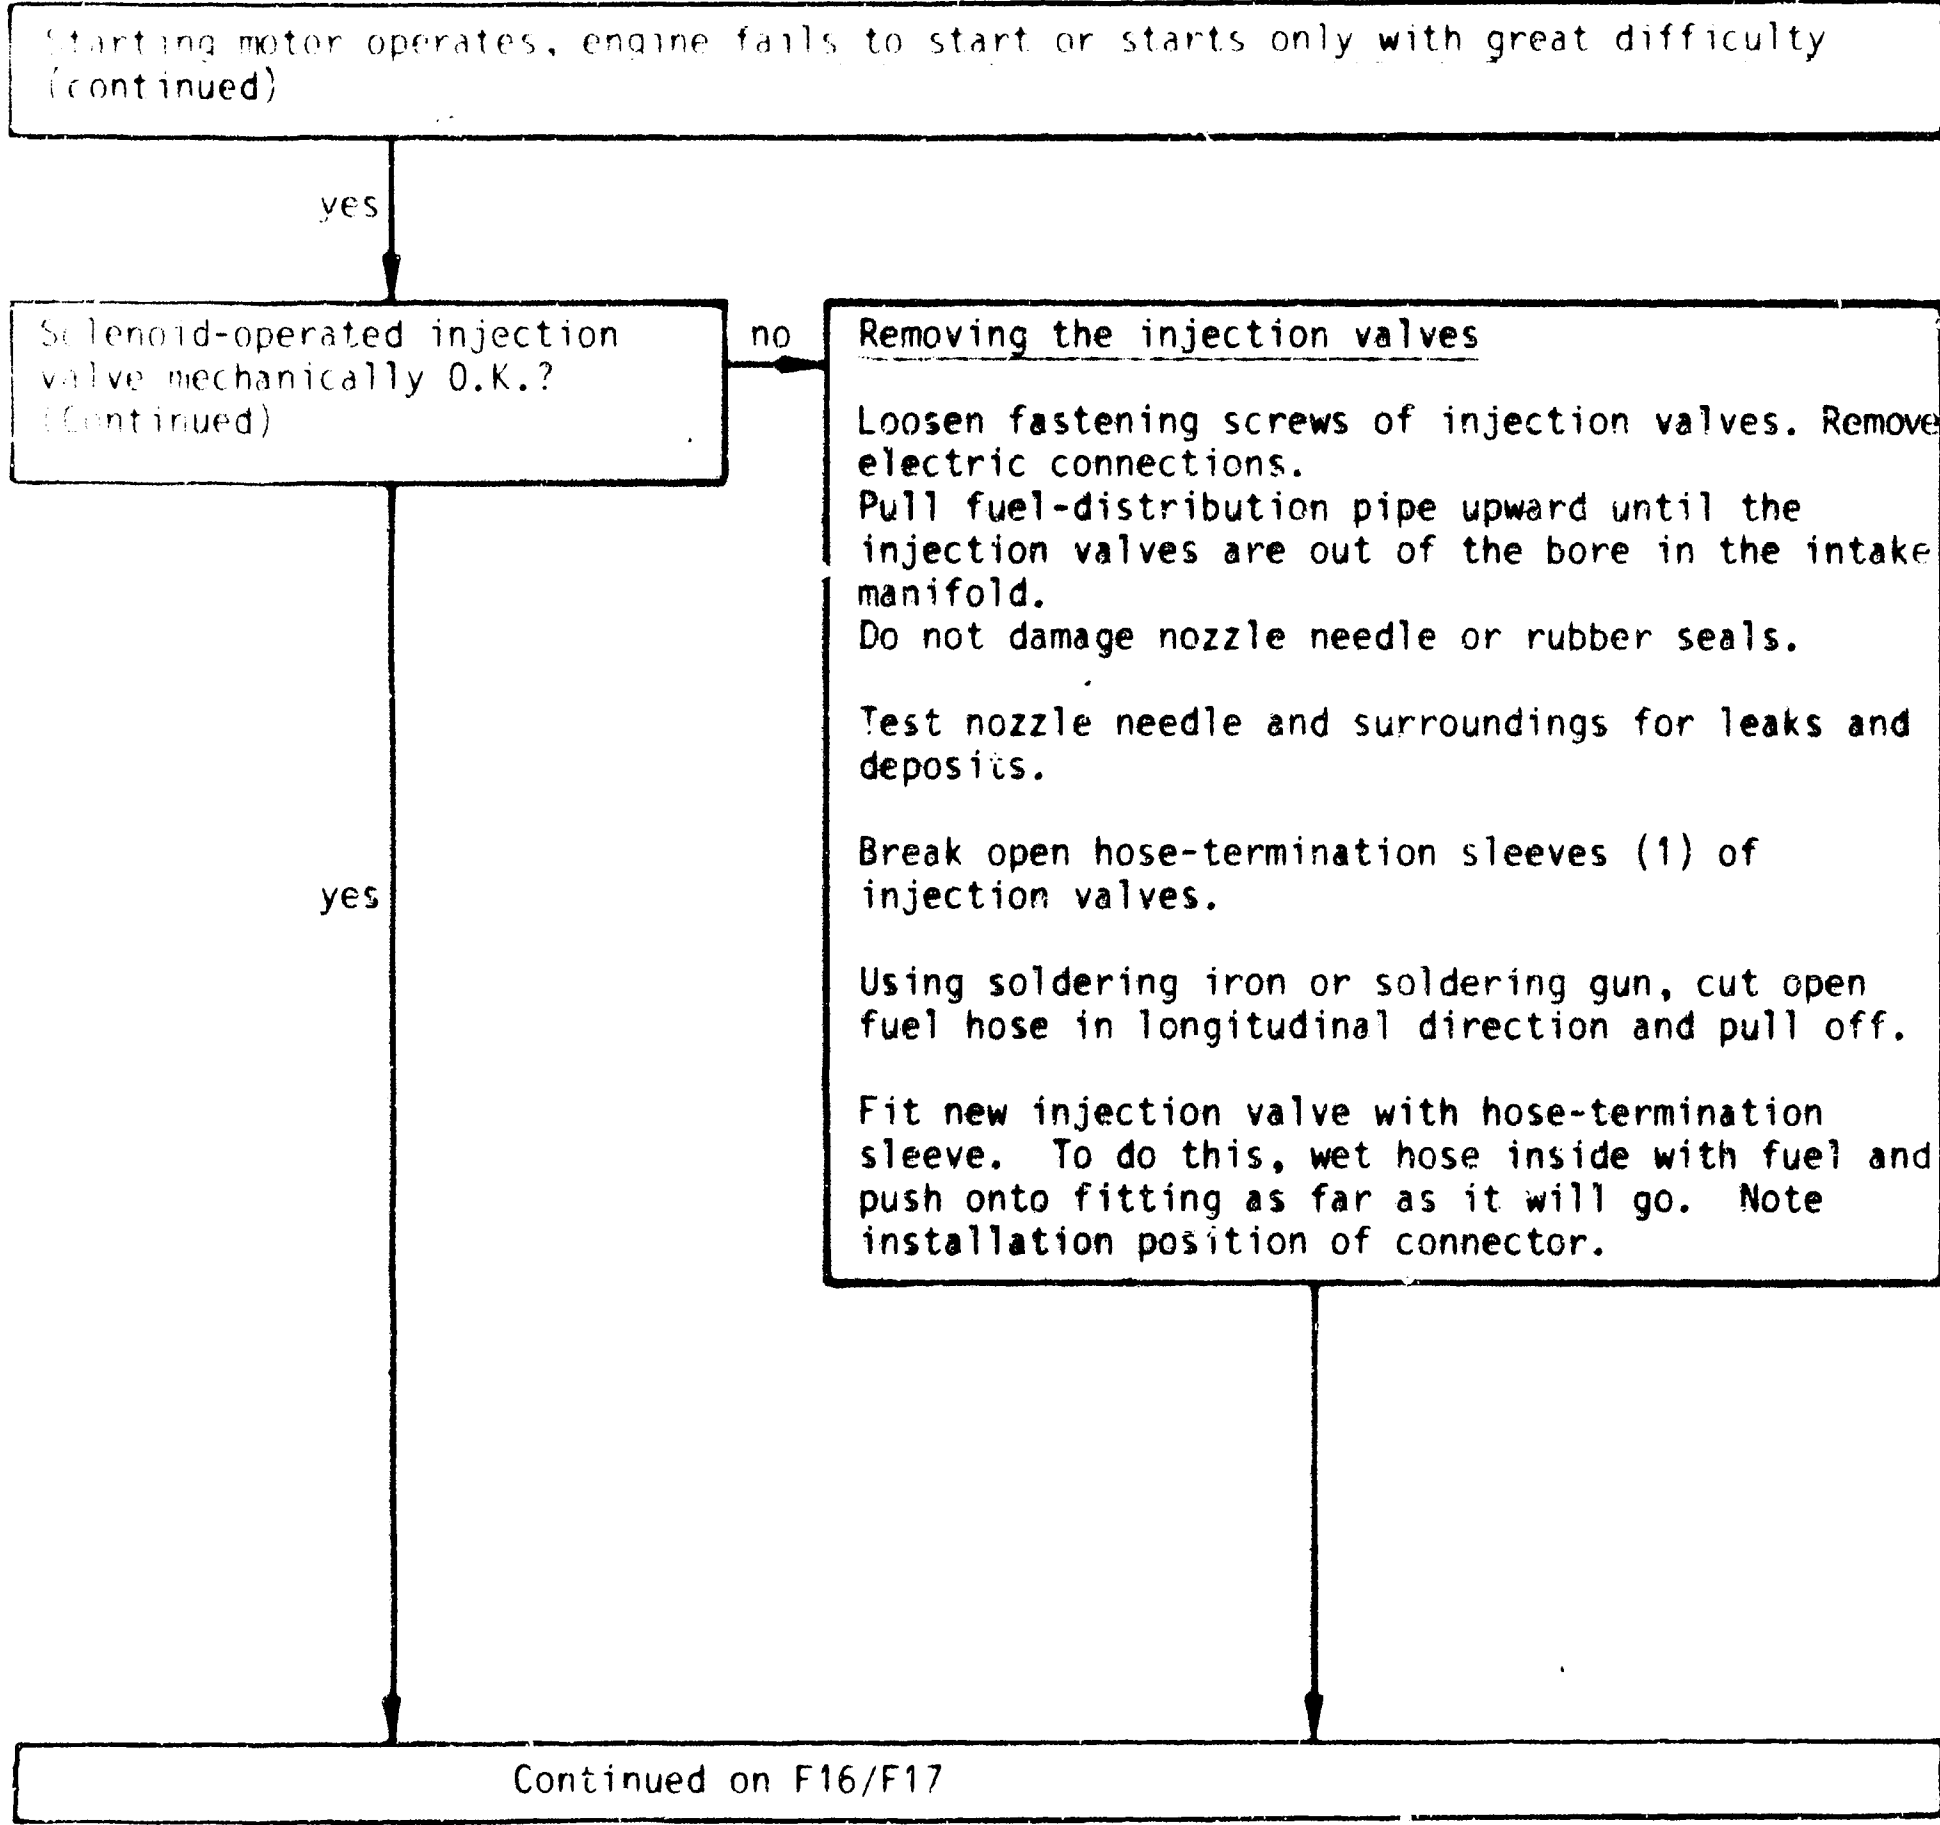 Starting motor operates, engine fails to start or starts only with great difficulty
(continued)
yes
Solenoid-operated injection
valve mechanically O.K.?
(Continued)
no
Removing the injection valves
Loosen fastening screws of injection valves. Remove
electric connections.
Pull fuel-distribution pipe upward until the
injection valves are out of the bore in the intake
manifold.
Do not damage nozzle needle or rubber seals.
Test nozzle needle and surroundings for leaks and
deposits.
Break open hose-termination sleeves (1) of
injection valves.
yes
Using soldering iron or soldering gun, cut open
fuel hose in longitudinal direction and pull off.
Fit new injection valve with hose-termination
sleeve. To do this, wet hose inside with fuel and
push onto fitting as far as it will go. Note
installation position of connector.
Continued on F16/F17